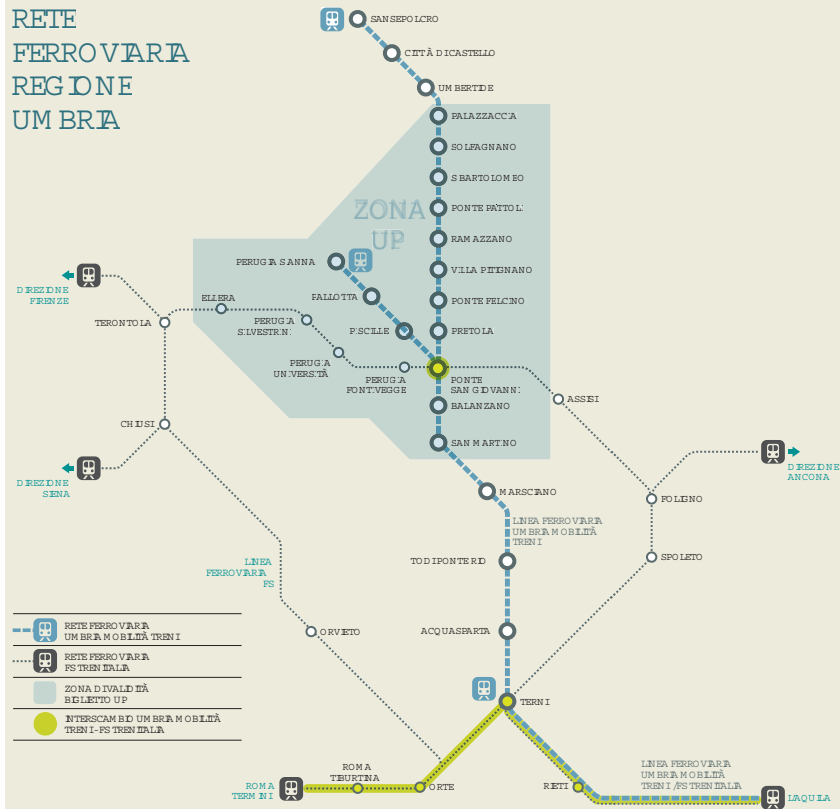 RETE
FERROVIARIA
REGIONE
UMBRIA
SANSEPOLCRO
CITTÀ DI CASTELLO
UMBERTIDE
PALAZZACCIA
SOLFAGNANO
S BARTOLOMEO
PONTE PATTOLI
RAMAZZANO
VILLA PITIGNANO
PONTE FELCINO
PRETOLA
ZONA
UP
PERUGIA S ANNA
PALLOTTA
PISCILLE
DIREZIONE
FIRENZE
TERONTOLA
ELLERA
PERUGIA
SILVESTRINI
PERUGIA
UNIVERSITÀ
PERUGIA
FONTIVEGGE
PONTE
SAN GIOVANNI
BALANZANO
SAN MARTINO
ASSISI
CHIUSI
DIREZIONE
SIENA
MARSCIANO
DIREZIONE
ANCONA
FOLIGNO
SPOLETO
LINEA FERROVIARIA
UMBRIA MOBILITÀ
TRENI
TODI PONTE RIO
LINEA
FERROVIARIA
FS
ORVIETO
ACQUASPARTA
TERNI
RETE FERROVIARIA
UMBRIA MOBILITÀ TRENI
RETE FERROVIARIA
FS TRENITALIA
ZONA DI VALIDITÀ
BIGLIETTO UP
INTERSCAMBIO UMBRIA MOBILITÀ
TRENI-FS TRENITALIA
ROMA
TERMINI
ROMA
TIBURTINA
ORTE
RIETI
LINEA FERROVIARIA
UMBRIA MOBILITÀ
TRENI /FS TRENITALIA
L'AQUILA